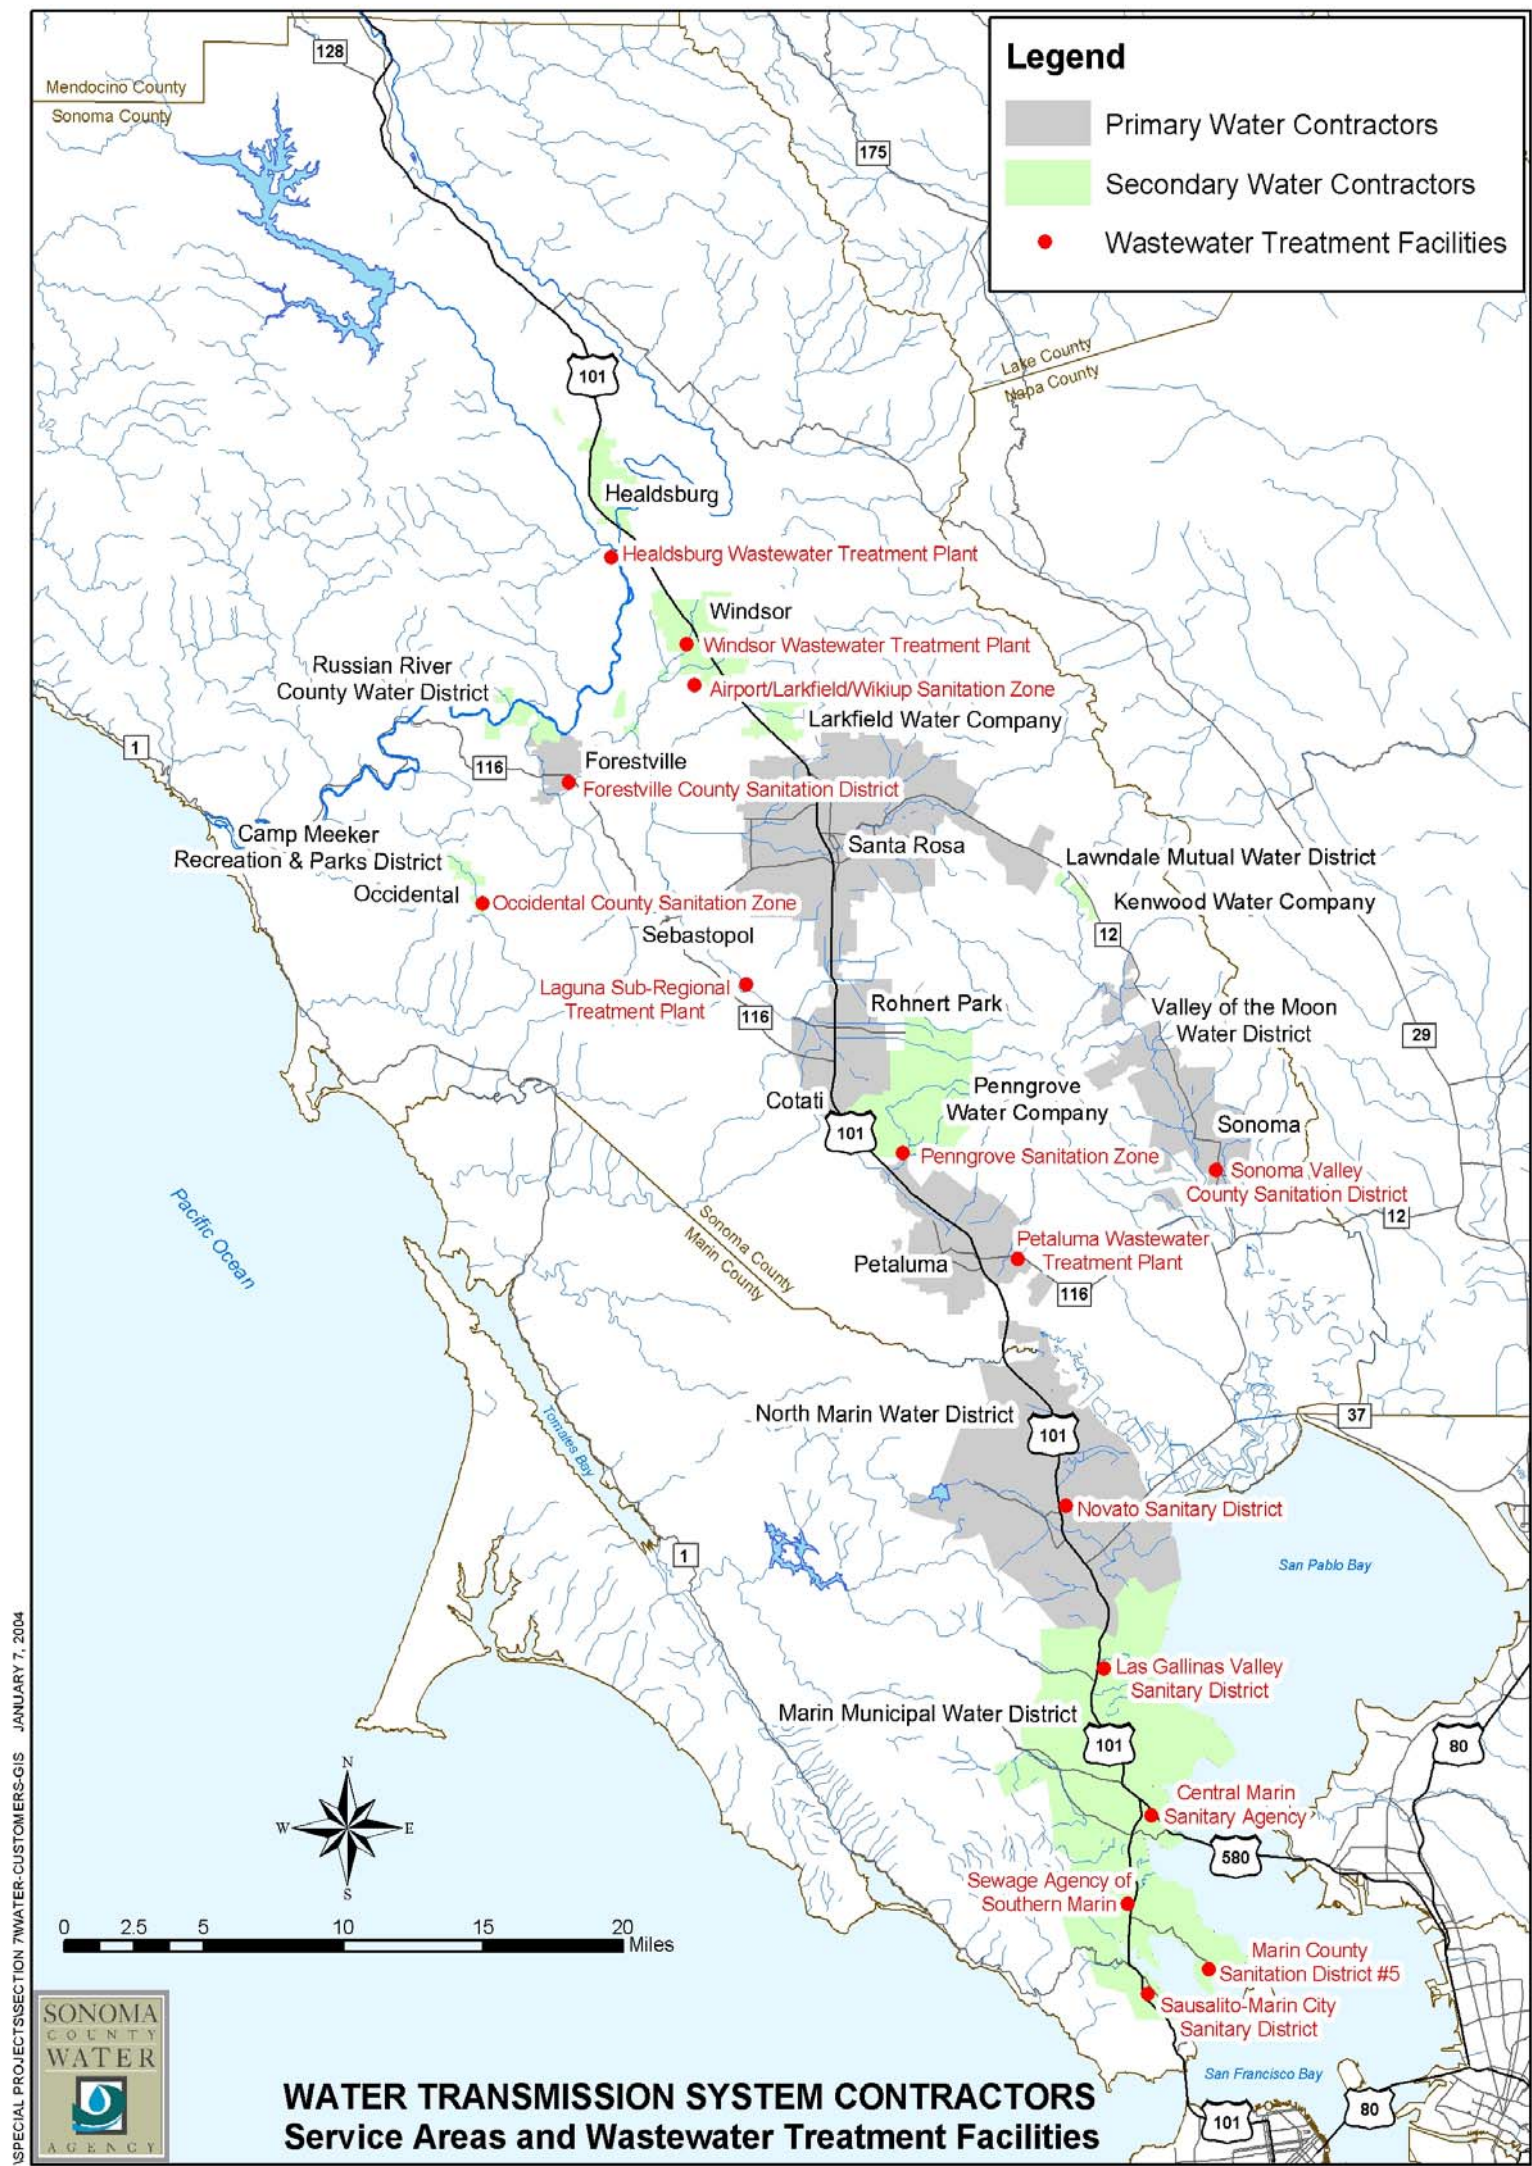 Legend
Primary Water Contractors
Secondary Water Contractors
Wastewater Treatment Facilities
128
Mendocino County
Sonoma County
175
Lake County
Napa County
101
Healdsburg
Healdsburg Wastewater Treatment Plant
Windsor
Windsor Wastewater Treatment Plant
Russian River
County Water District
Airport/Larkfield/Wikiup Sanitation Zone
Larkfield Water Company
1
116
Forestville
Forestville County Sanitation District
Camp Meeker
Recreation & Parks District
Santa Rosa
Lawndale Mutual Water District
Occidental
Occidental County Sanitation Zone
Kenwood Water Company
12
Sebastopol
Laguna Sub-Regional
Treatment Plant
116
Rohnert Park
Valley of the Moon
Water District
29
Cotati
Penngrove
Water Company
101
Sonoma
Penngrove Sanitation Zone
Sonoma Valley
County Sanitation District
12
Pacific Ocean
Sonoma County
Marin County
Petaluma Wastewater
Treatment Plant
Petaluma
116
North Marin Water District
101
37
Tomales Bay
Novato Sanitary District
1
San Pablo Bay
Las Gallinas Valley
Sanitary District
Marin Municipal Water District
101
80
Central Marin
Sanitary Agency
580
Sewage Agency of
Southern Marin
Marin County
Sanitation District #5
Sausalito-Marin City
Sanitary District
San Francisco Bay
80
101
N
W
E
S
0 2.5 5 10 15 20
Miles
SONOMA
COUNTY
WATER
AGENCY
WATER TRANSMISSION SYSTEM CONTRACTORS
Service Areas and Wastewater Treatment Facilities
\SPECIAL PROJECTS\SECTION 7\WATER-CUSTOMERS-GIS JANUARY 7, 2004